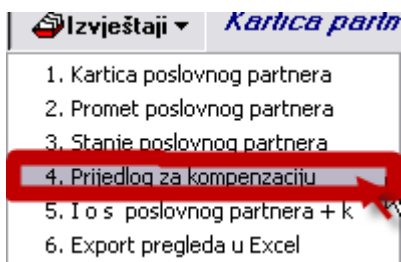 Izvještaji Kartica partn
1. Kartica poslovnog partnera
2. Promet poslovnog partnera
3. Stanje poslovnog partnera
4. Prijedlog za kompenzaciju
5. I o s poslovnog partnera + k
6. Export pregleda u Excel